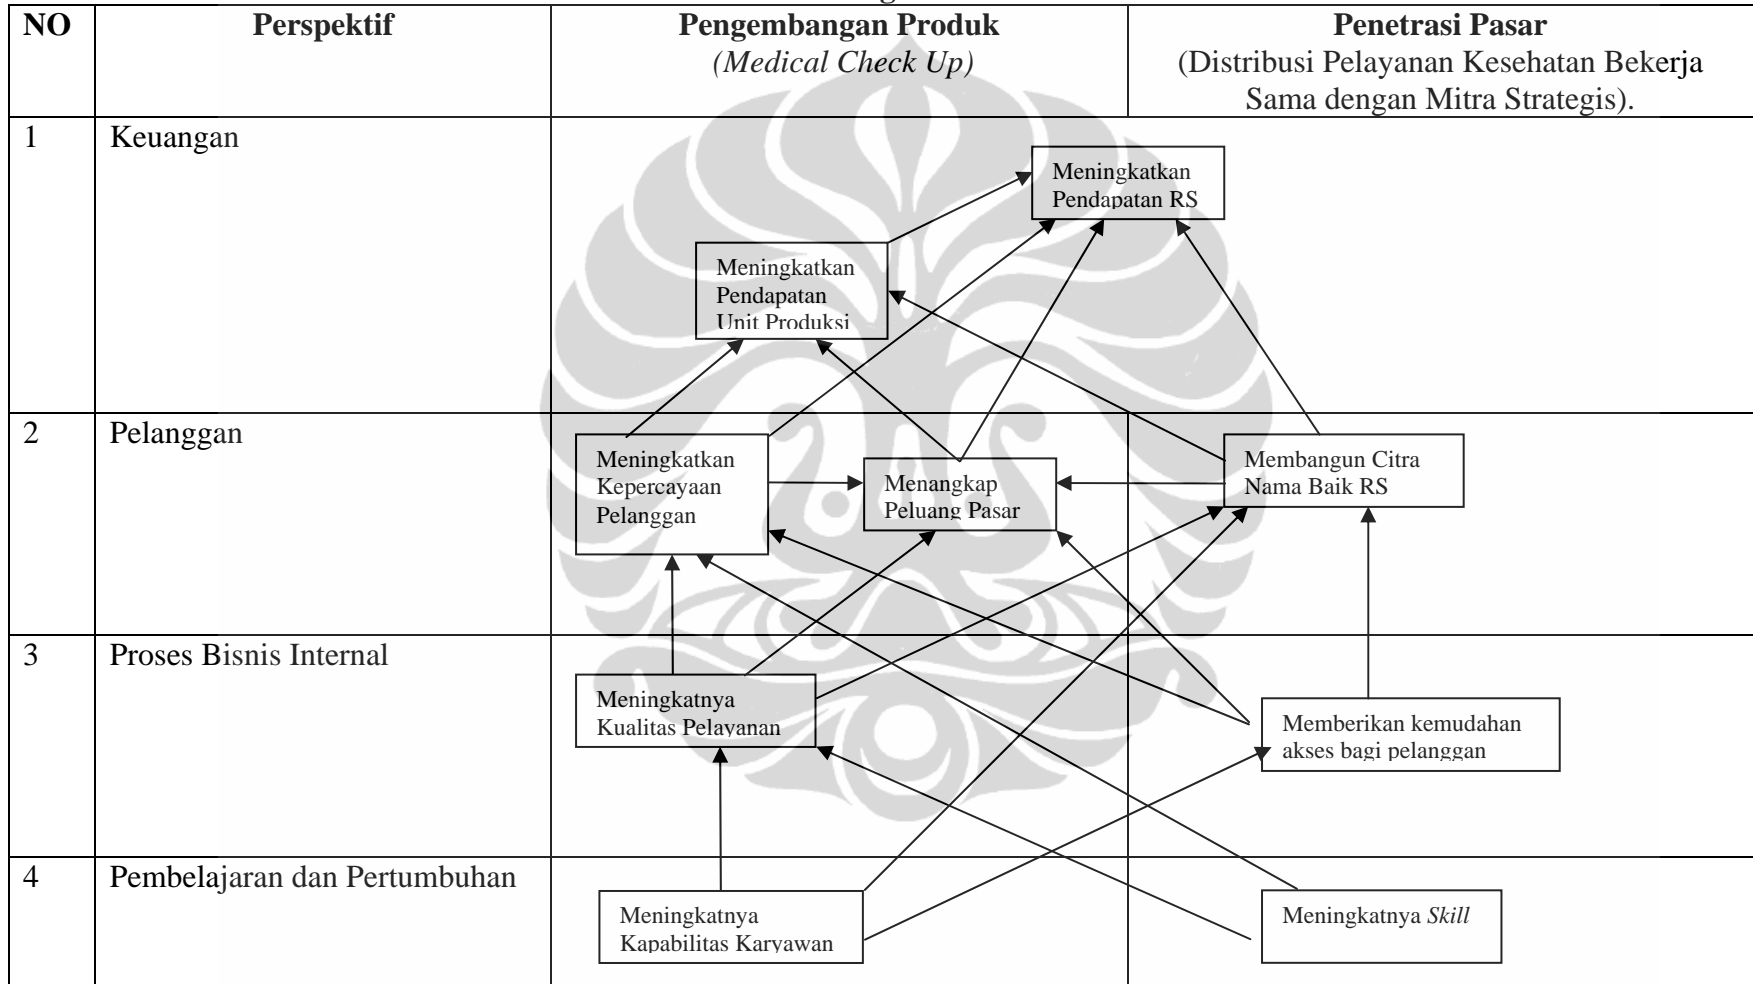 NO
Perspektif
Pengembangan Produk
(Medical Check Up)
Penetrasi Pasar
(Distribusi Pelayanan Kesehatan Bekerja
Sama dengan Mitra Strategis).
1
Keuangan
Meningkatkan
Pendapatan RS
Meningkatkan
Pendapatan
Unit Produksi
2
Pelanggan
Meningkatkan
Kepercayaan
Pelanggan
Menangkap
Peluang Pasar
Membangun Citra
Nama Baik RS
3
Proses Bisnis Internal
Meningkatnya
Kualitas Pelayanan
Memberikan kemudahan
akses bagi pelanggan
4
Pembelajaran dan Pertumbuhan
Meningkatnya
Kapabilitas Karyawan
Meningkatnya Skill